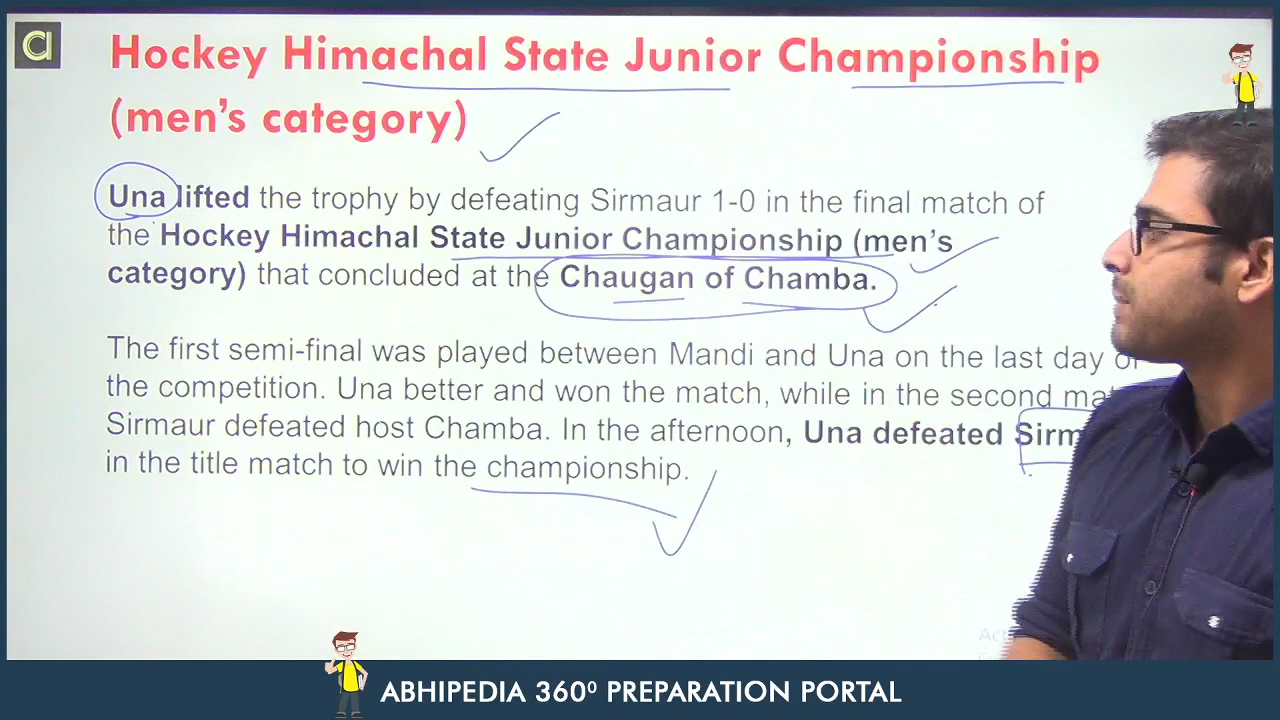 Hockey Himachal State Junior Championship
(men's category)
Una lifted the trophy by defeating Sirmaur 1-0 in the final match of
the Hockey Himachal State Junior Championship (men's
category) that concluded at the Chaugan of Chamba.
The first semi-final was played between Mandi and Una on the last day of
the competition. Una better and won the match, while in the second
Sirmaur defeated host Chamba. In the afternoon, Una defeated
in the title match to win the championship.
ABHIPEDIA 360⁰ PREPARATION PORTAL